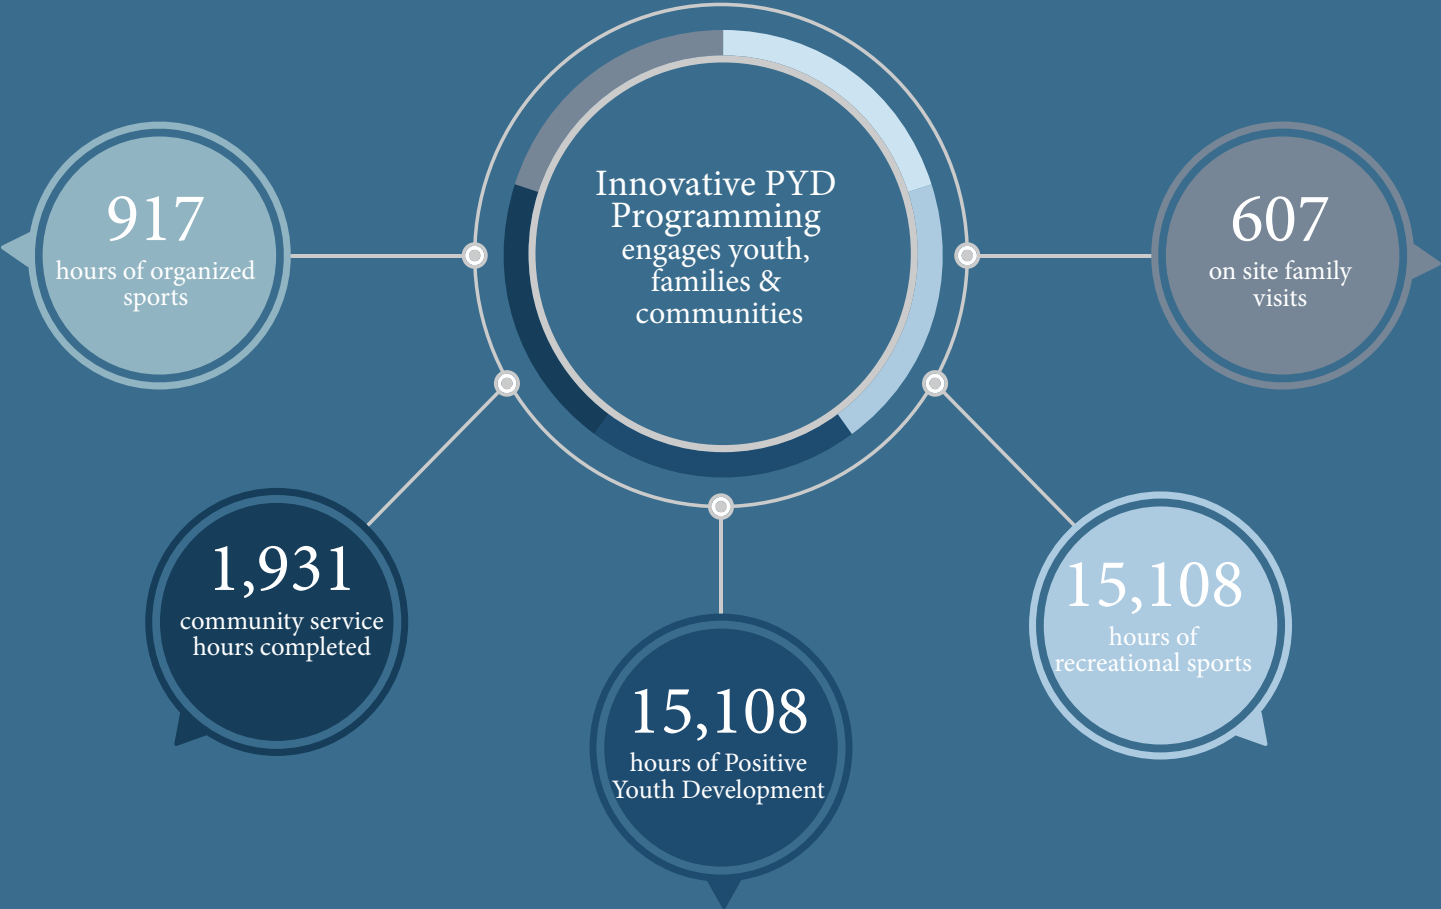 Innovative PYD
Programming
engages youth,
families &
communities
917
hours of organized
sports
607
on site family
visits
1,931
community service
hours completed
15,108
hours of
recreational sports
15,108
hours of Positive
Youth Development